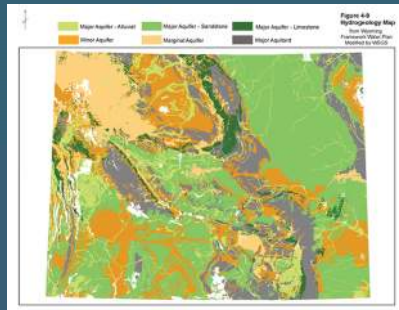 Major Aquifer - Alluvial
Major Aquifer - Sandstone
Major Aquifer - Limestone
Minor Aquifer
Marginal Aquifer
Major Aquitard
Figure 4-9
Hydrogeology Map
from Wyoming
Framework Water Plan
Modified by WSGS